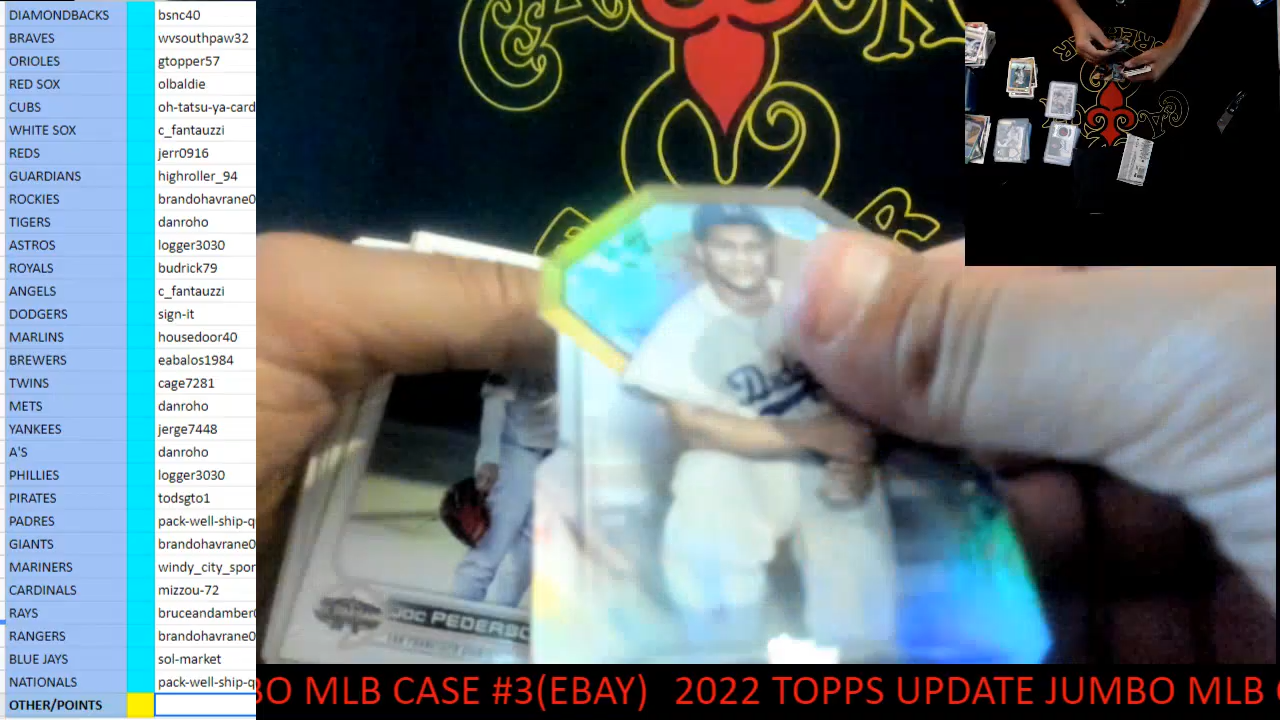 DIAMONDBACKS bsnc40
BRAVES wvsouthpaw32
ORIOLES gtopper57
RED SOX olbaldie
CUBS oh-tatsu-ya-card
WHITE SOX c_fantauzzi
REDS jerr0916
GUARDIANS highroller_94
ROCKIES brandohavrane0
TIGERS danroho
ASTROS logger3030
ROYALS budrick79
ANGELS c_fantauzzi
DODGERS sign-it
MARLINS housedoor40
BREWERS eabalos1984
TWINS cage7281
METS danroho
YANKEES jerge7448
A'S danroho
PHILLIES logger3030
PIRATES todsgto1
PADRES pack-well-ship-q
GIANTS brandohavrane0
MARINERS windy_city_spor
CARDINALS mizzou-72
RAYS bruceandamber
RANGERS brandohavrane0
BLUE JAYS sol-market
NATIONALS pack-well-ship-q
OTHER/POINTS
JOC PEDERSO
BO MLB CASE #3(EBAY) 2022 TOPPS UPDATE JUMBO MLB